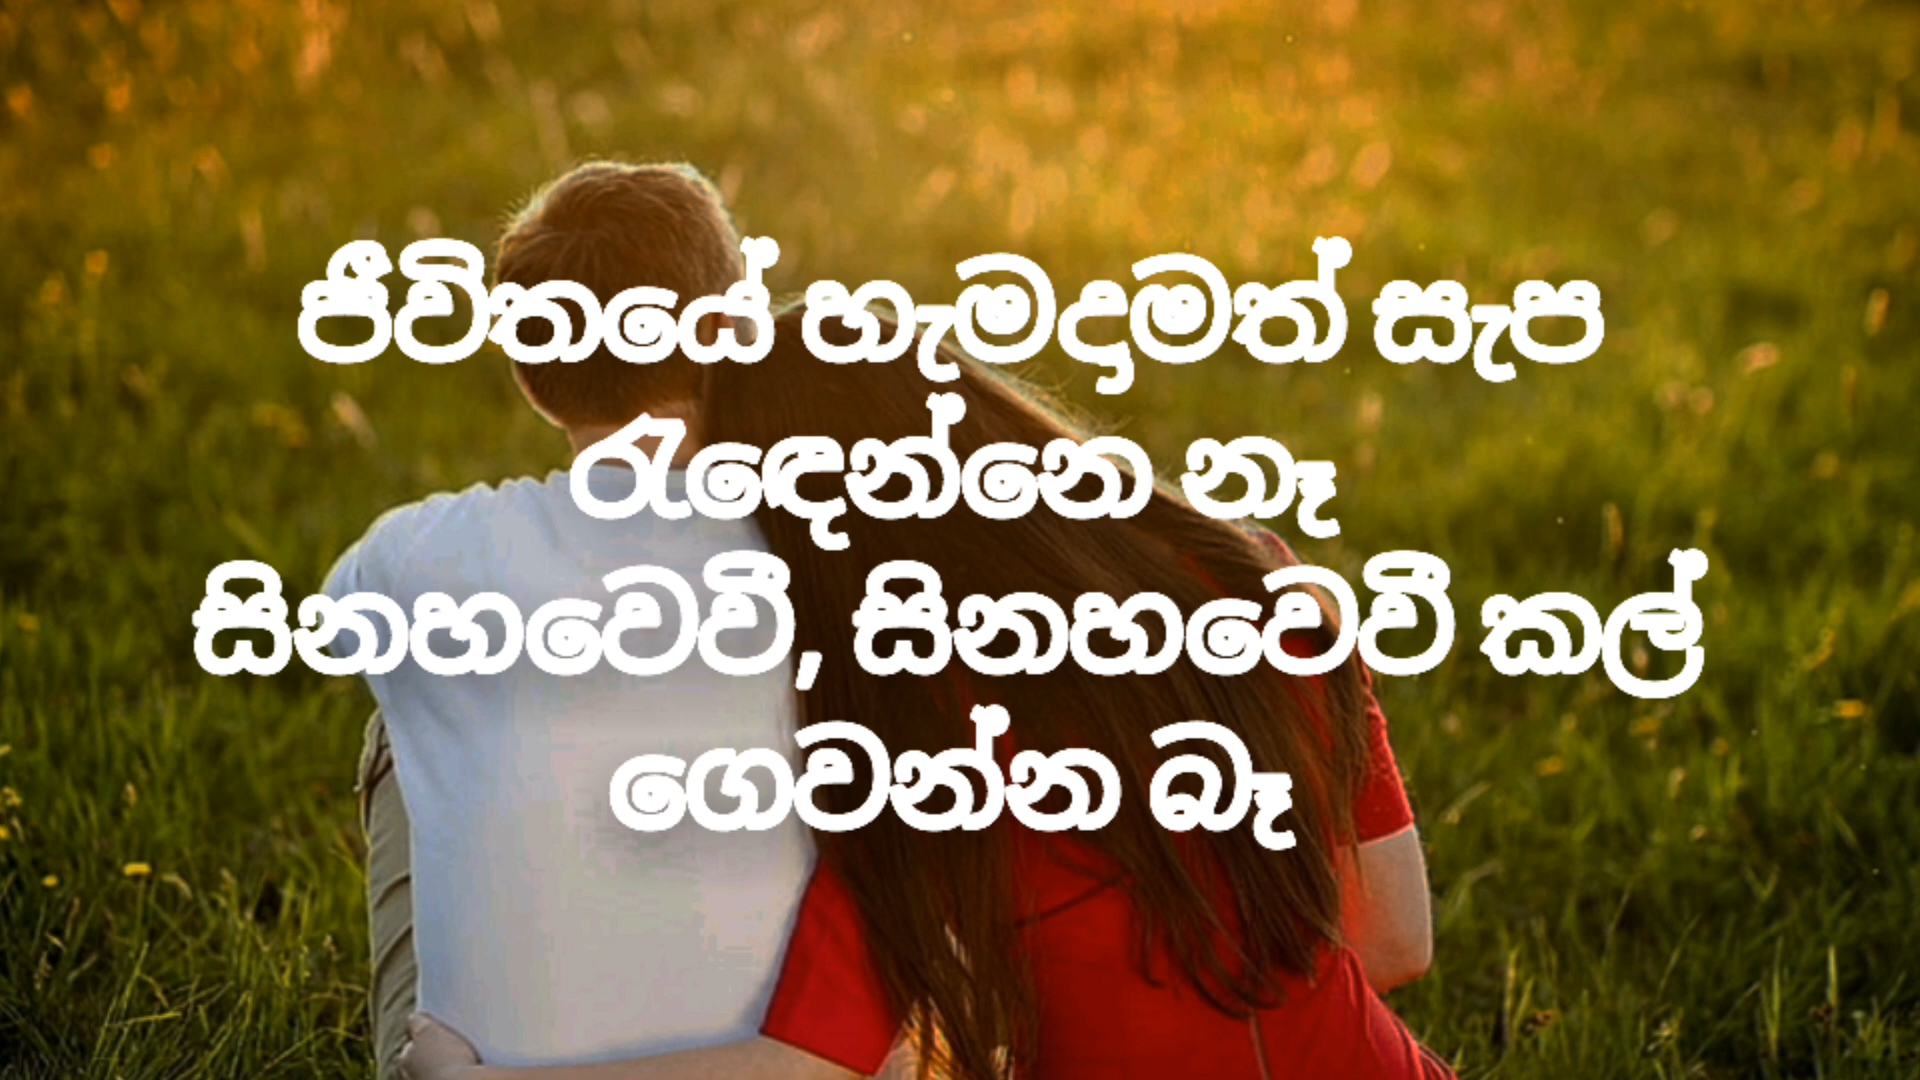 ජීවිතයේ හැමදාමත් සැප
රැඳෙන්නෙ නෑ
සිනහවෙවී, සිනහවෙවී කල්
ගෙවන්න බෑ